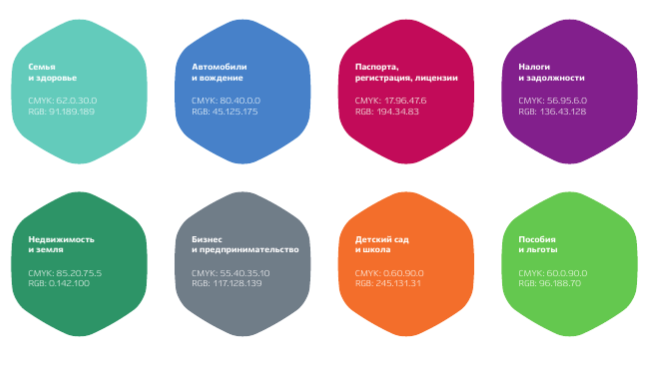 Семья
и здоровье
CMYK: 62.0.30.0
RGB: 91.189.189
Автомобили
и вождение
CMYK: 80.40.0.0
RGB: 45.125.175
Паспорта,
регистрация, лицензии
CMYK: 17.96.47.6
RGB: 194.34.83
Налоги
и задолжности
CMYK: 56.95.6.0
RGB: 136.43.128
Недвижимость
и земля
CMYK: 85.20.75.5
RGB: 0.142.100
Бизнес
и предпринимательство
CMYK: 55.40.35.10
RGB: 117.128.139
Детский сад
и школа
CMYK: 0.60.90.0
RGB: 245.131.31
Пособия
и льготы
CMYK: 60.0.90.0
RGB: 96.188.70